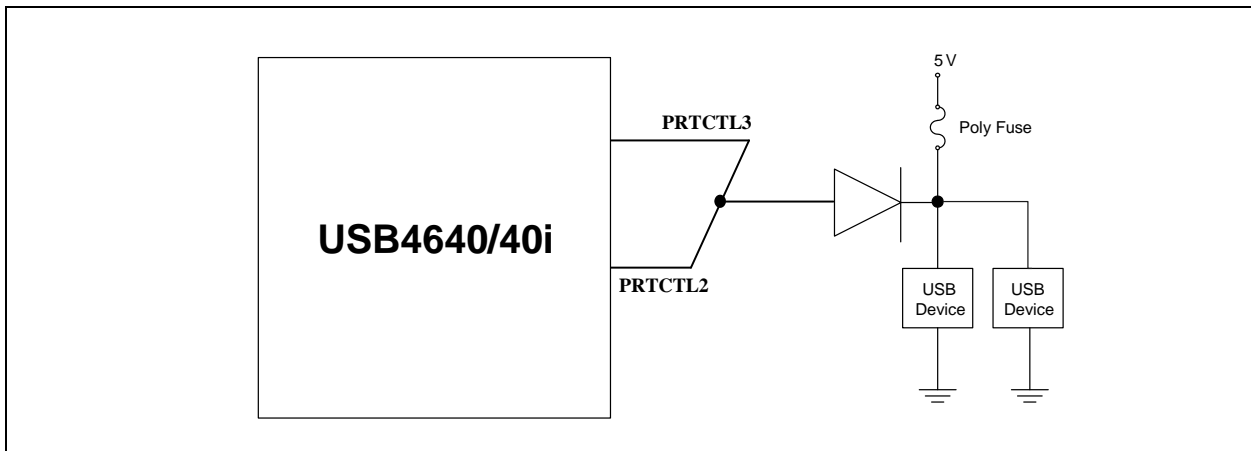 5 V
Poly Fuse
PRTCTL3
USB4640/40i
PRTCTL2
USB
Device
USB
Device